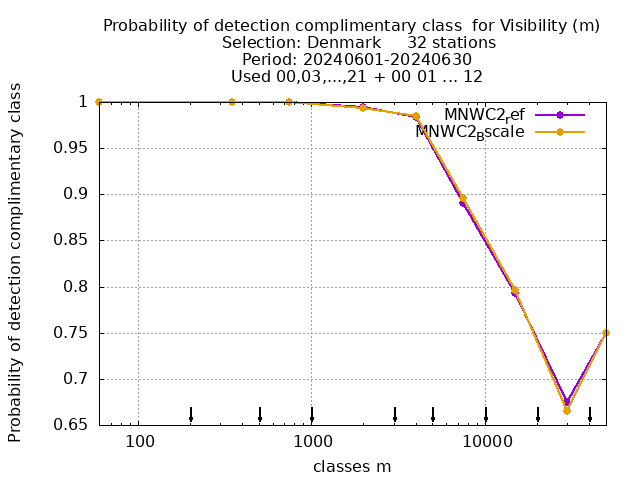 Probability of detection complimentary class  for Visibility (m)
Selection: Denmark     32 stations
Period: 20240601-20240630
Used 00,03,...,21 + 00 01 ... 12
Probability of detection complimentary class
1
0.95
0.9
0.85
0.8
0.75
0.7
0.65
MNWC2ref
MNWC2Bscale
100
1000
10000
classes m